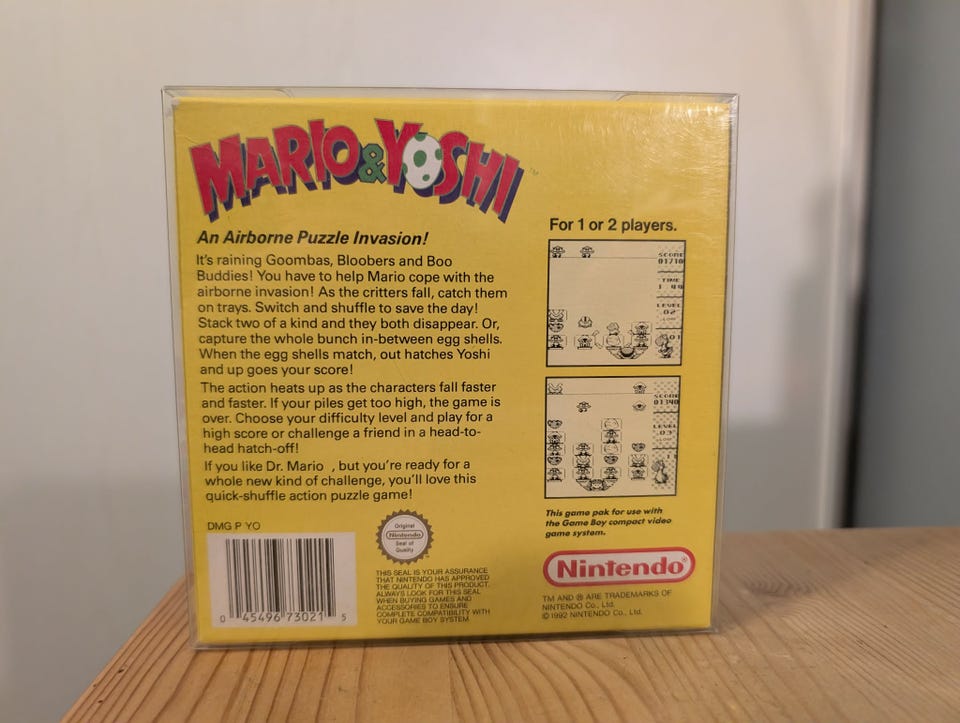 MARIO & YOSHI
An Airborne Puzzle Invasion!
It's raining Goombas, Bloobers and Boo
Buddies! You have to help Mario cope with the
airborne invasion! As the critters fall, catch them
on trays. Switch and shuffle to save the day!
Stack two of a kind and they both disappear. Or,
capture the whole bunch in-between egg shells.
When the egg shells match, out hatches Yoshi
and up goes your score!
The action heats up as the characters fall faster
and faster. If your piles get too high, the game is
over. Choose your difficulty level and play for a
high score or challenge a friend in a head-to-
head hatch-off!
If you like Dr. Mario , but you're ready for a
whole new kind of challenge, you'll love this
quick-shuffle action puzzle game!
DMG P YO
0 45496 73021 5
Original
Nintendo
Seal of
Quality
THIS SEAL IS YOUR ASSURANCE
THAT NINTENDO HAS APPROVED
THE QUALITY OF THIS PRODUCT.
ALWAYS LOOK FOR THIS SEAL
WHEN BUYING GAMES AND
ACCESSORIES TO ENSURE
COMPLETE COMPATIBILITY WITH
YOUR GAME BOY SYSTEM
For 1 or 2 players.
SCORE
01710
TIME
1 44
LEVEL
02
LOW
SCORE
01340
LEVEL
03
LOW
This game pak for use with
the Game Boy compact video
game system.
Nintendo®
TM AND ® ARE TRADEMARKS OF
NINTENDO Co., Ltd.
© 1992 NINTENDO Co., Ltd.